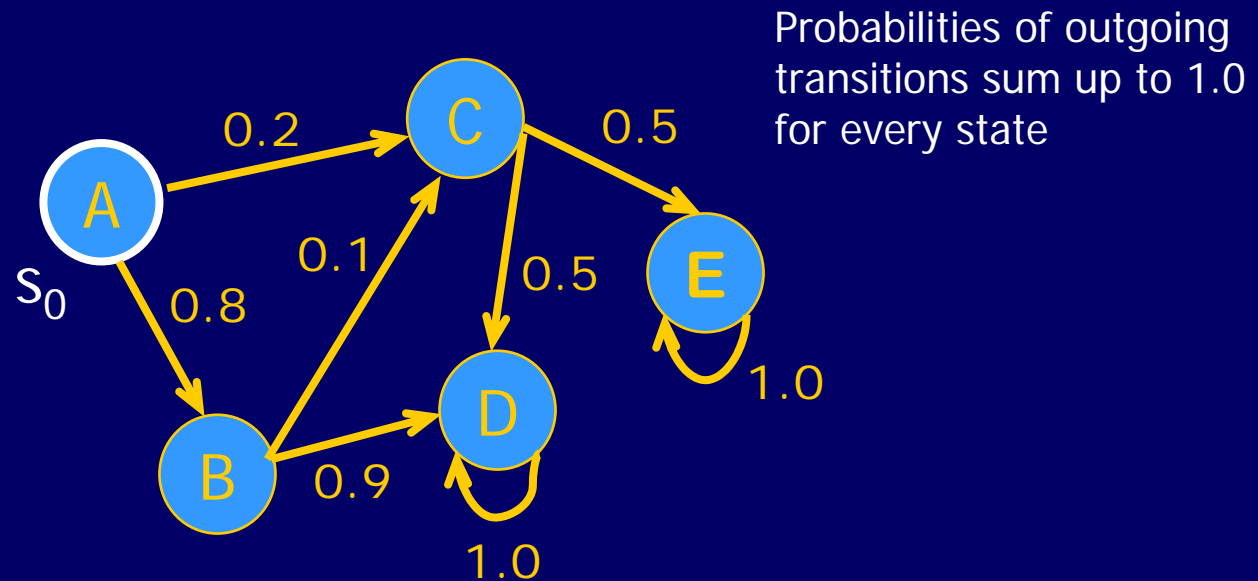 Probabilities of outgoing
transitions sum up to 1.0
for every state
C
0.2
0.5
A
0.1
E
S0
0.8
0.5
1.0
D
B
0.9
1.0